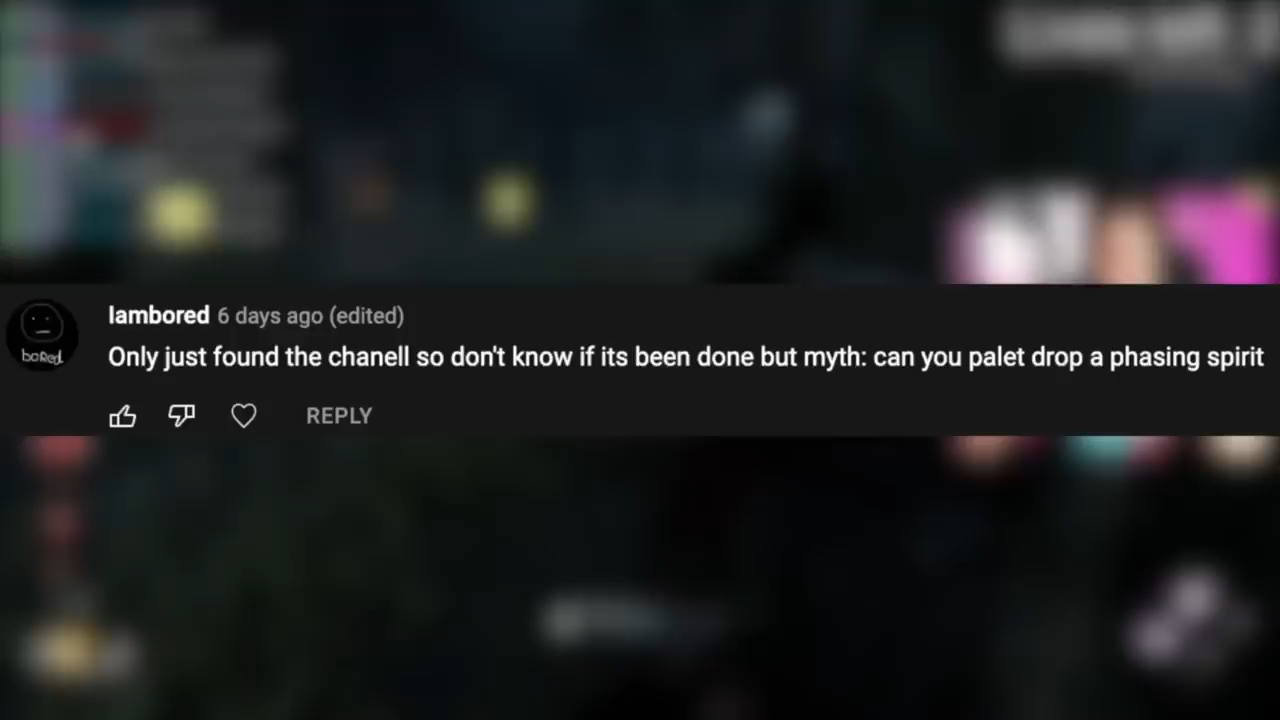 bored.
Iambored 6 days ago (edited)
Only just found the chanell so don't know if its been done but myth: can you palet drop a phasing spirit
REPLY